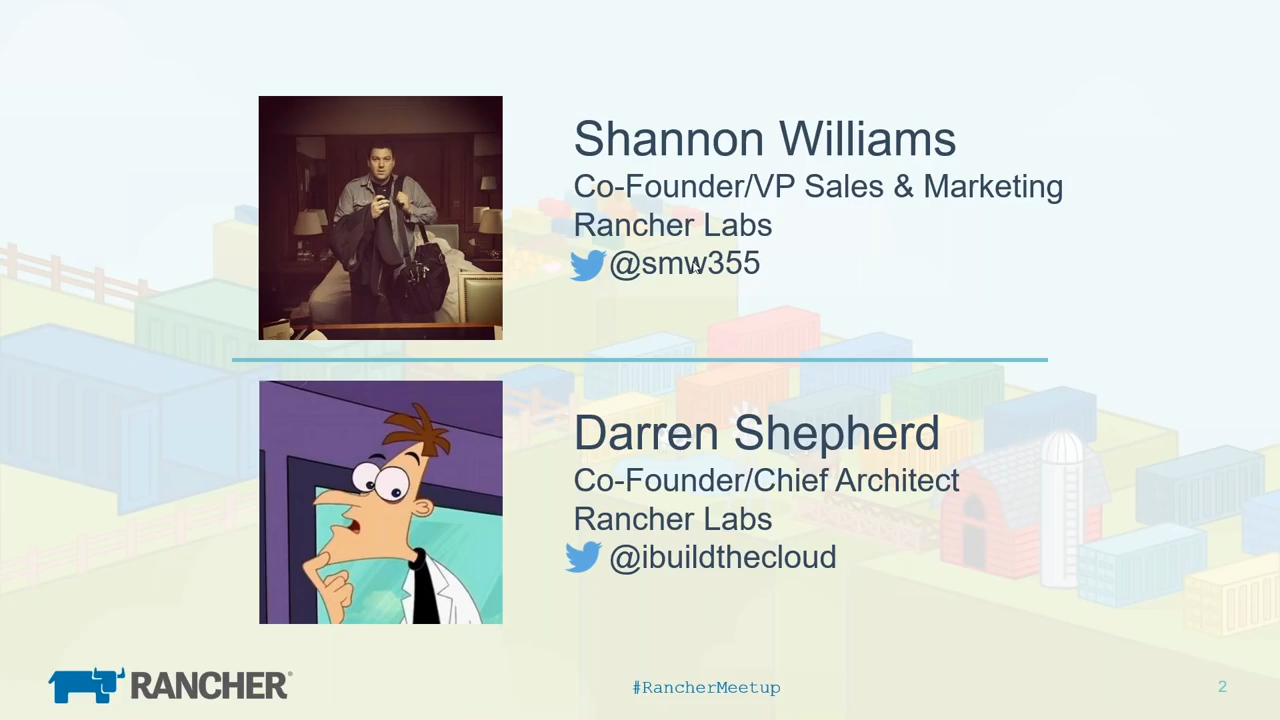 Shannon Williams
Co-Founder/VP Sales & Marketing
Rancher Labs
@smw355
Darren Shepherd
Co-Founder/Chief Architect
Rancher Labs
@ibuildthecloud
RANCHER®
#RancherMeetup
2